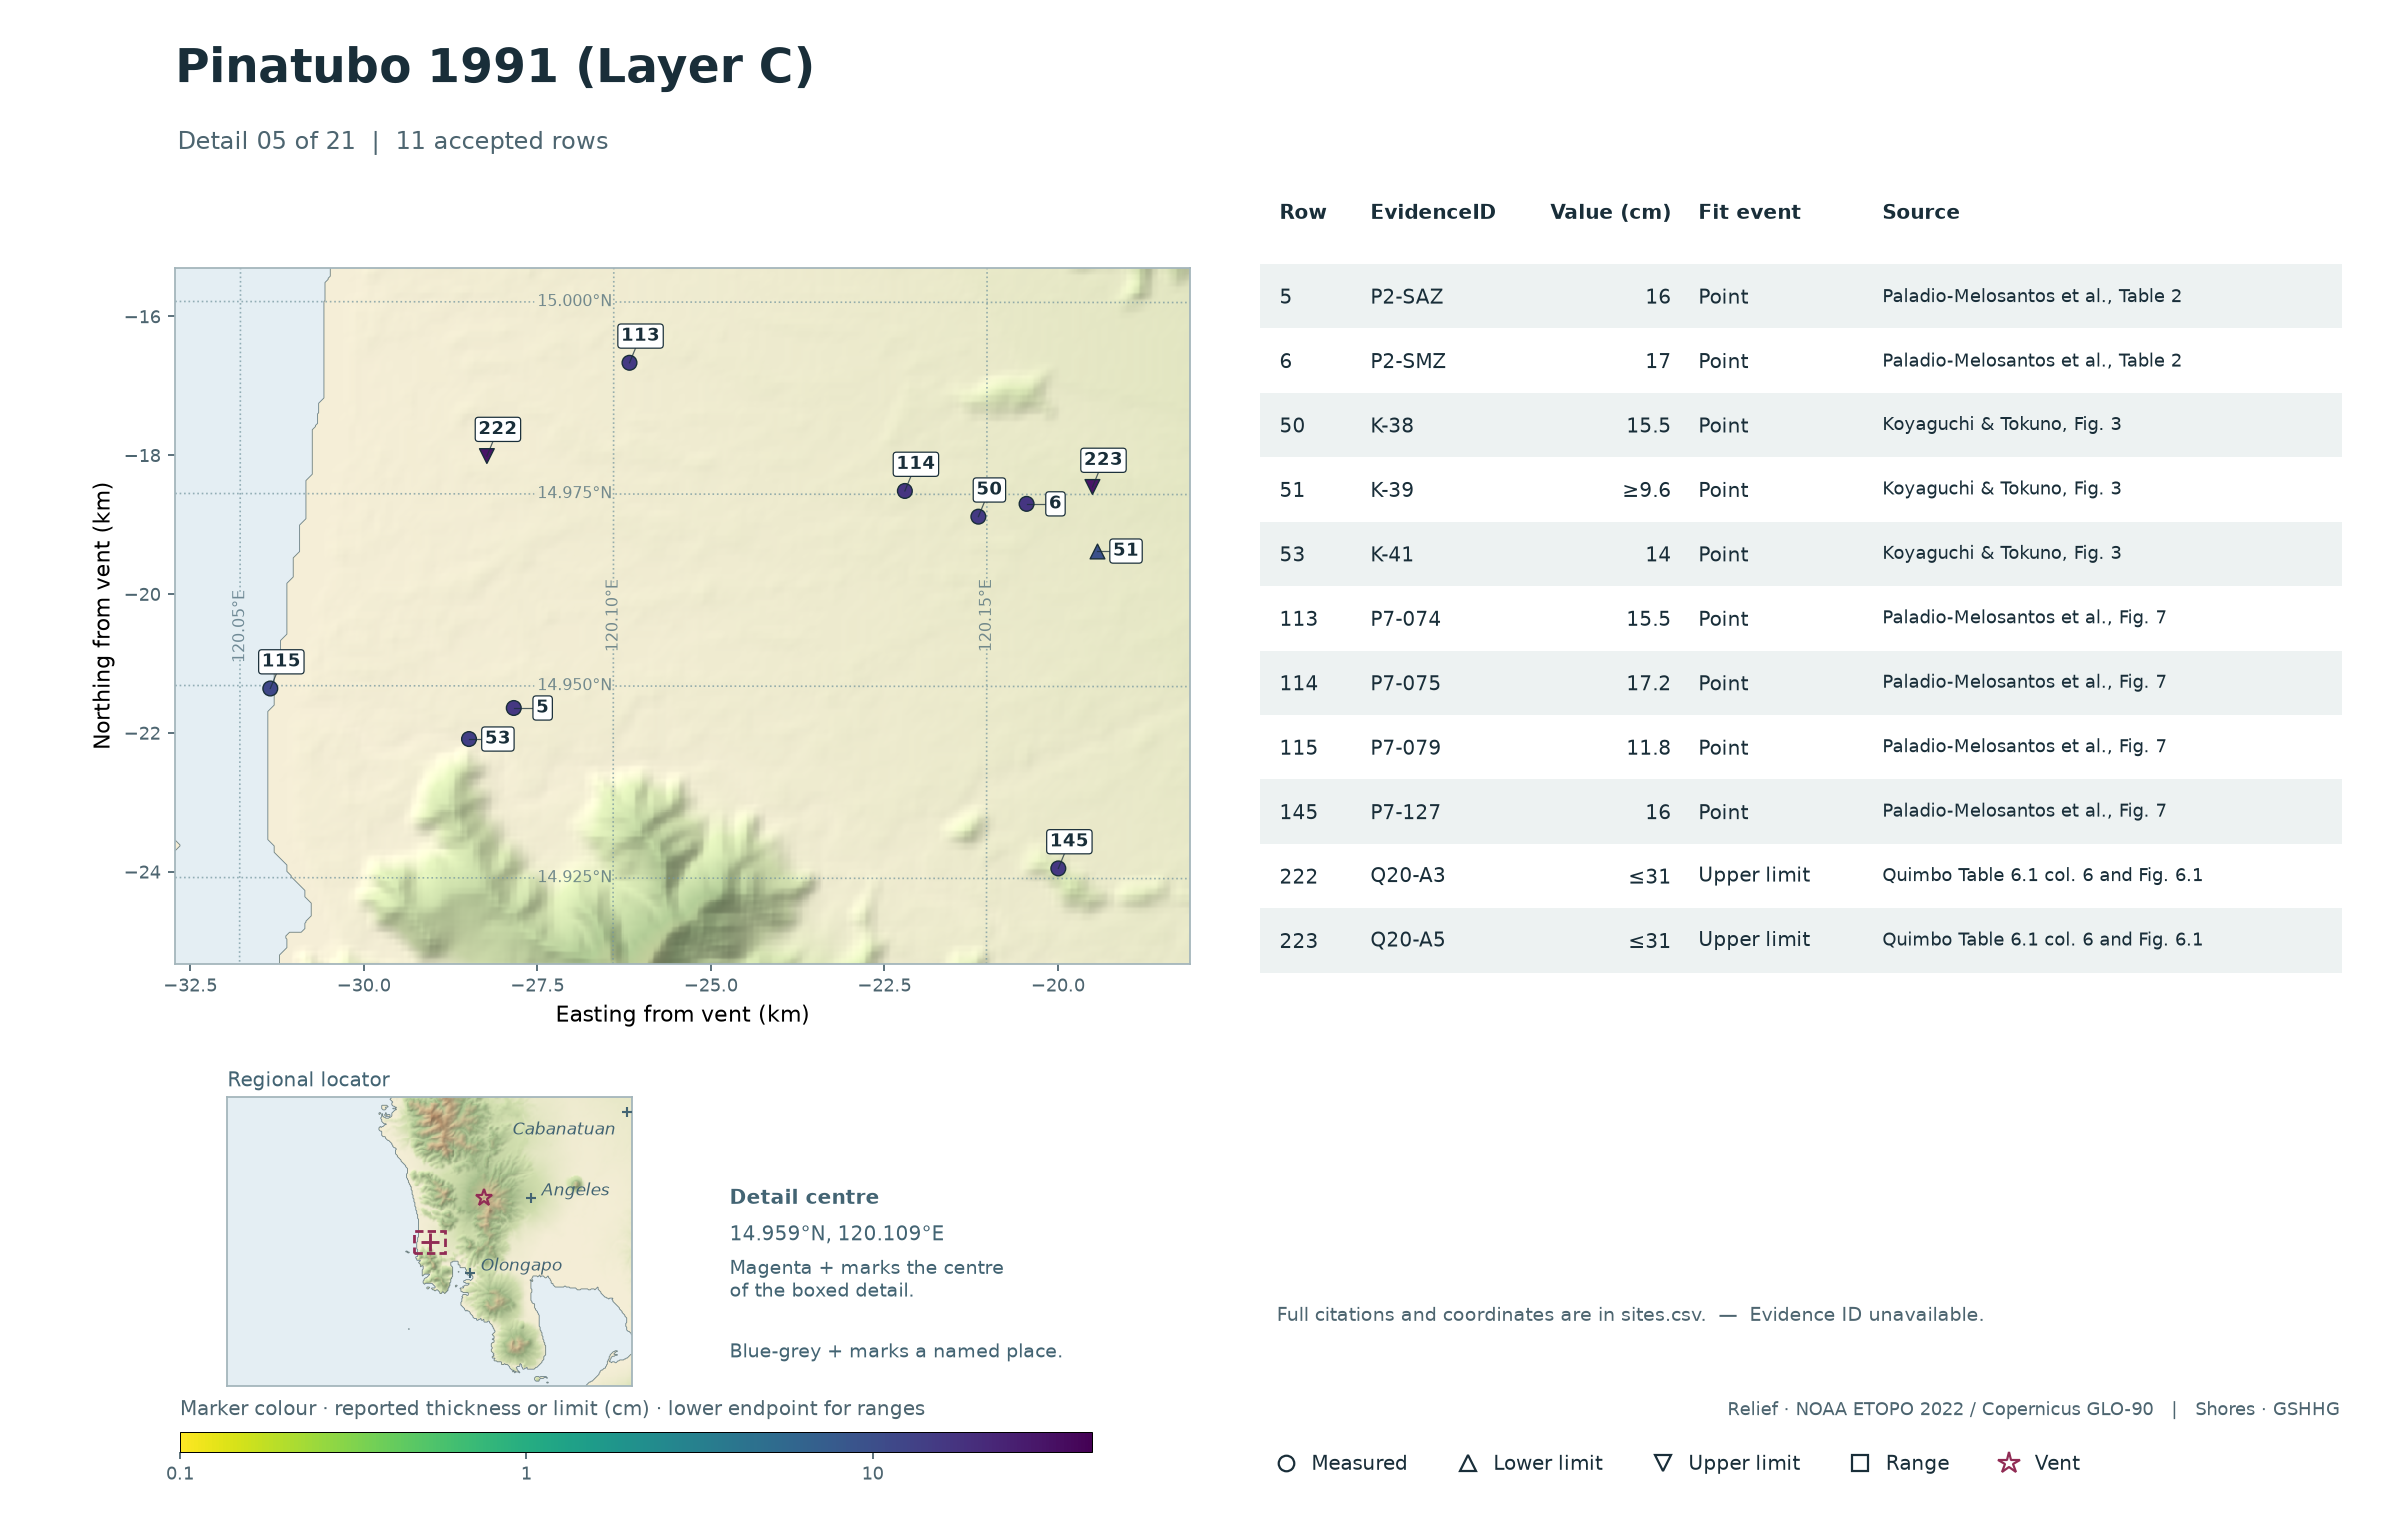 Pinatubo 1991 (Layer C)
Detail 05 of 21 | 11 accepted rows
Row EvidenceID Value (cm) Fit event Source
5 P2-SAZ 16 Point Paladio-Melosantos et al., Table 2
6 P2-SMZ 17 Point Paladio-Melosantos et al., Table 2
50 K-38 15.5 Point Koyaguchi & Tokuno, Fig. 3
51 K-39 ≥9.6 Point Koyaguchi & Tokuno, Fig. 3
53 K-41 14 Point Koyaguchi & Tokuno, Fig. 3
113 P7-074 15.5 Point Paladio-Melosantos et al., Fig. 7
114 P7-075 17.2 Point Paladio-Melosantos et al., Fig. 7
115 P7-079 11.8 Point Paladio-Melosantos et al., Fig. 7
145 P7-127 16 Point Paladio-Melosantos et al., Fig. 7
222 Q20-A3 ≤31 Upper limit Quimbo Table 6.1 col. 6 and Fig. 6.1
223 Q20-A5 ≤31 Upper limit Quimbo Table 6.1 col. 6 and Fig. 6.1
Northing from vent (km)
−16
−18
−20
−22
−24
15.000°N
14.975°N
14.950°N
14.925°N
120.05°E
120.10°E
120.15°E
113
222
114
50
223
6
51
115
5
53
145
−32.5 −30.0 −27.5 −25.0 −22.5 −20.0
Easting from vent (km)
Regional locator
Cabanatuan
Angeles
Olongapo
Detail centre
14.959°N, 120.109°E
Magenta + marks the centre
of the boxed detail.
Blue-grey + marks a named place.
Full citations and coordinates are in sites.csv. — Evidence ID unavailable.
Marker colour · reported thickness or limit (cm) · lower endpoint for ranges
0.1 1 10
Relief · NOAA ETOPO 2022 / Copernicus GLO-90 | Shores · GSHHG
Measured Lower limit Upper limit Range Vent